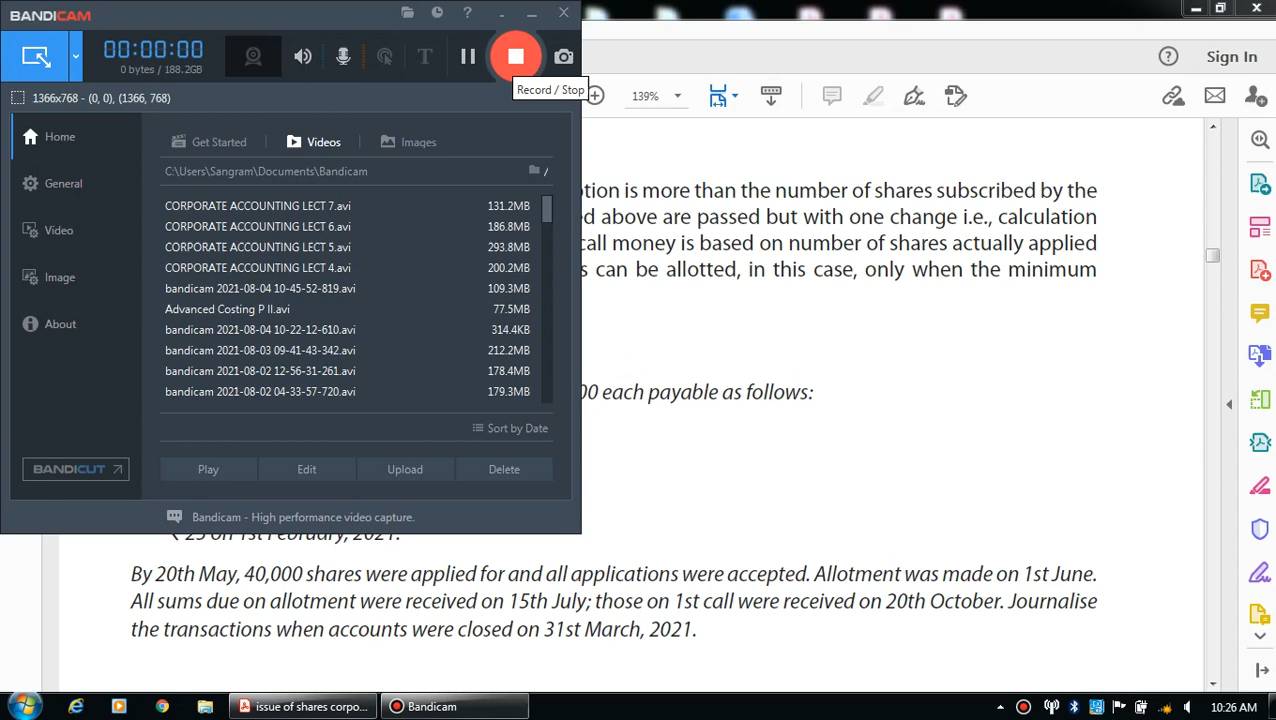 BANDICAM
?
00:00:00
0 bytes / 188.2GB
T
Record / Stop
1366x768 - (0, 0), (1366, 768)
Home
General
Video
Image
About
BANDICUT
Get Started
Videos
Images
C:\Users\Sangram\Documents\Bandicam
/
CORPORATE ACCOUNTING LECT 7.avi 131.2MB
CORPORATE ACCOUNTING LECT 6.avi 186.8MB
CORPORATE ACCOUNTING LECT 5.avi 293.8MB
CORPORATE ACCOUNTING LECT 4.avi 200.2MB
bandicam 2021-08-04 10-45-52-819.avi 109.3MB
Advanced Costing P II.avi 77.5MB
bandicam 2021-08-04 10-22-12-610.avi 314.4KB
bandicam 2021-08-03 09-41-43-342.avi 212.2MB
bandicam 2021-08-02 12-56-31-261.avi 178.4MB
bandicam 2021-08-02 04-33-57-720.avi 179.3MB
Sort by Date
Play Edit Upload Delete
Bandicam - High performance video capture.
? Sign In
139%
tion is more than the number of shares subscribed by the
ed above are passed but with one change i.e., calculation
call money is based on number of shares actually applied
s can be allotted, in this case, only when the minimum
00 each payable as follows:
₹ 25 on 1st February, 2021.
By 20th May, 40,000 shares were applied for and all applications were accepted. Allotment was made on 1st June.
All sums due on allotment were received on 15th July; those on 1st call were received on 20th October. Journalise
the transactions when accounts were closed on 31st March, 2021.
issue of shares corpo...
Bandicam
10:26 AM